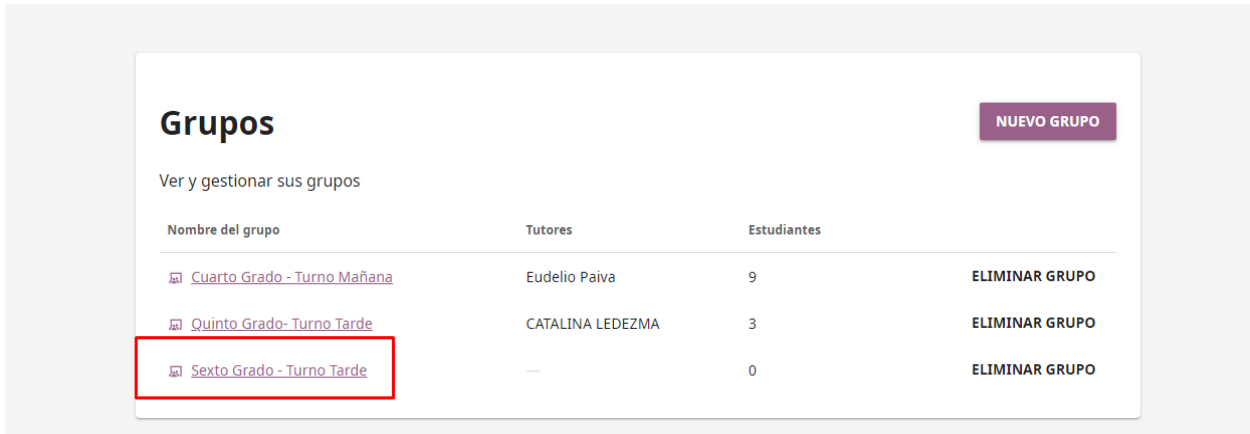 Grupos
NUEVO GRUPO
Ver y gestionar sus grupos
Nombre del grupo Tutores Estudiantes
Cuarto Grado - Turno Mañana Eudelio Paiva 9 ELIMINAR GRUPO
Quinto Grado- Turno Tarde CATALINA LEDEZMA 3 ELIMINAR GRUPO
Sexto Grado - Turno Tarde — 0 ELIMINAR GRUPO